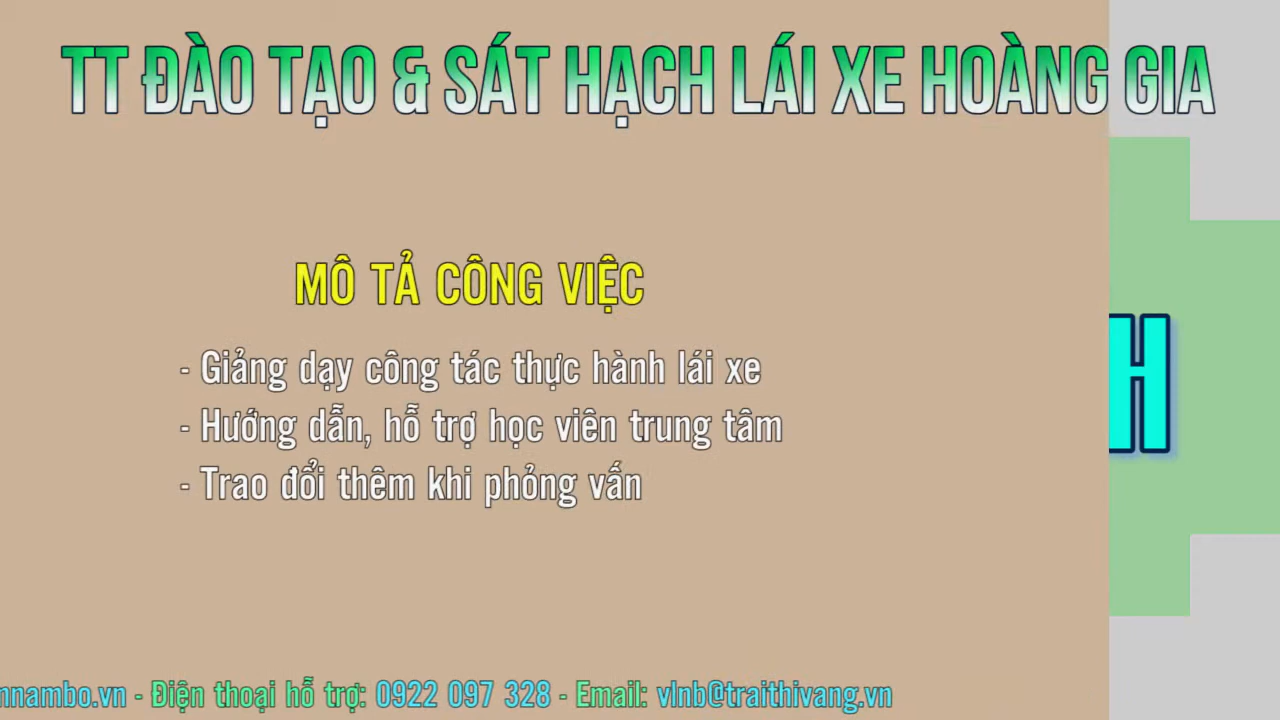 TT ĐÀO TẠO & SÁT HẠCH LÁI XE HOÀNG GIA
MÔ TẢ CÔNG VIỆC
- Giảng dạy công tác thực hành lái xe
- Hướng dẫn, hỗ trợ học viên trung tâm
- Trao đổi thêm khi phỏng vấn
H
nnambo.vn - Điện thoại hỗ trợ: 0922 097 328 - Email: vlnb@traithivang.vn